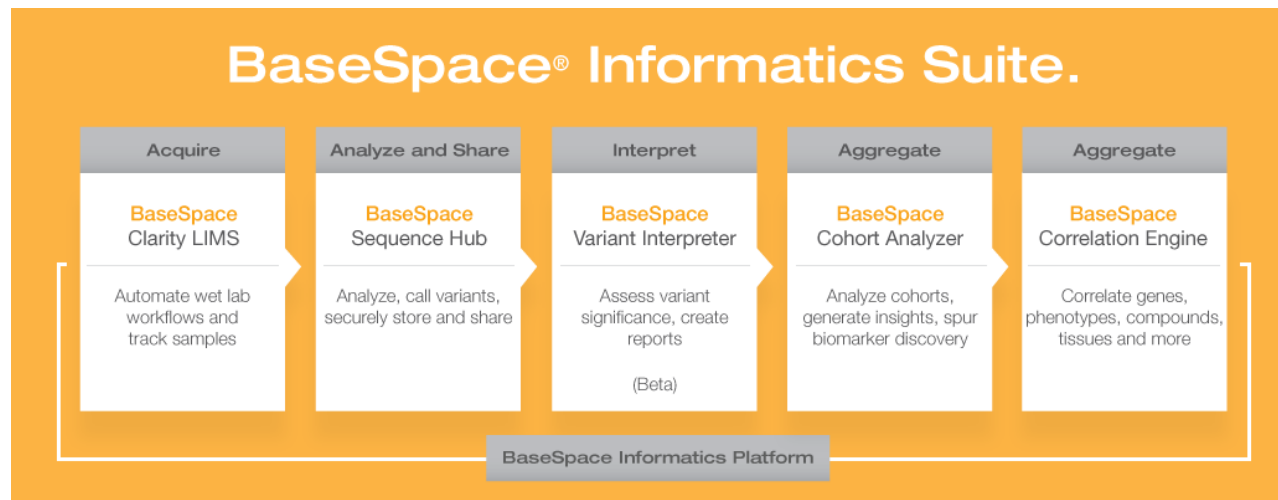 BaseSpace® Informatics Suite.
Acquire
BaseSpace
Clarity LIMS
Automate wet lab
workflows and
track samples
Analyze and Share
BaseSpace
Sequence Hub
Analyze, call variants,
securely store and share
Interpret
BaseSpace
Variant Interpreter
Assess variant
significance, create
reports
(Beta)
Aggregate
BaseSpace
Cohort Analyzer
Analyze cohorts,
generate insights, spur
biomarker discovery
Aggregate
BaseSpace
Correlation Engine
Correlate genes,
phenotypes, compounds,
tissues and more
BaseSpace Informatics Platform